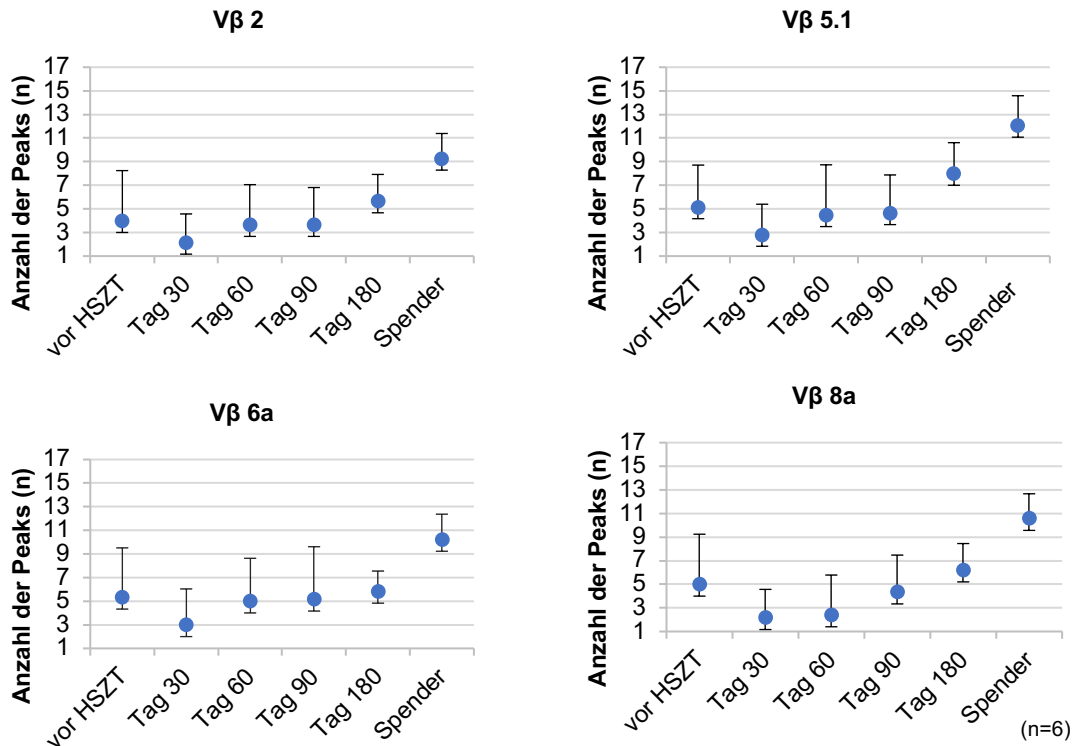 Vβ 2
Anzahl der Peaks (n)
17
15
13
11
9
7
5
3
1
vor HSZT
Tag 30
Tag 60
Tag 90
Tag 180
Spender
Vβ 5.1
Anzahl der Peaks (n)
17
15
13
11
9
7
5
3
1
vor HSZT
Tag 30
Tag 60
Tag 90
Tag 180
Spender
Vβ 6a
Anzahl der Peaks (n)
17
15
13
11
9
7
5
3
1
vor HSZT
Tag 30
Tag 60
Tag 90
Tag 180
Spender
Vβ 8a
Anzahl der Peaks (n)
17
15
13
11
9
7
5
3
1
vor HSZT
Tag 30
Tag 60
Tag 90
Tag 180
Spender
(n=6)